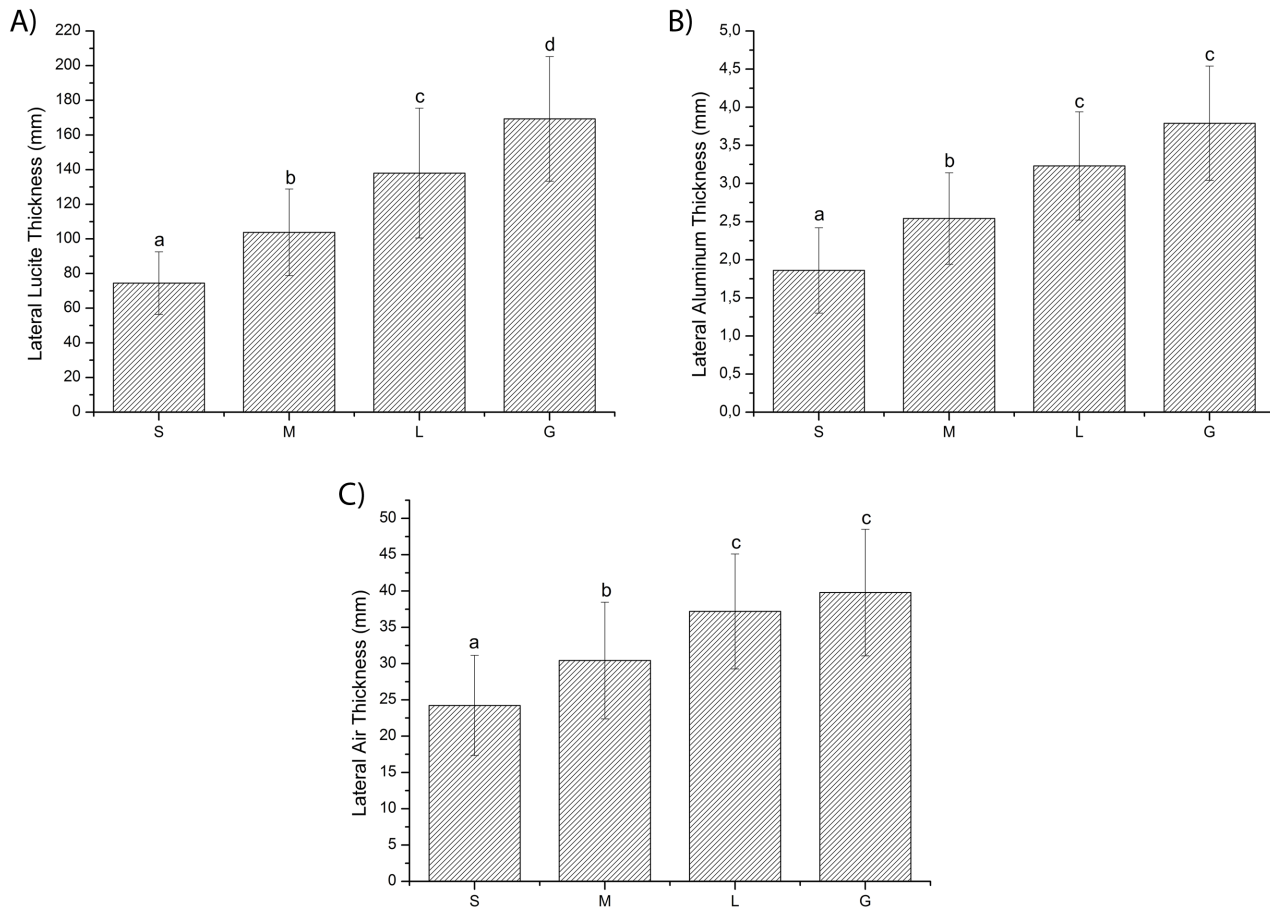 A)
Lateral Lucite Thickness (mm)
220
200
180
160
140
120
100
80
60
40
20
0
a
b
c
d
S M L G
B)
Lateral Aluminum Thickness (mm)
5,0
4,5
4,0
3,5
3,0
2,5
2,0
1,5
1,0
0,5
0,0
a
b
c
c
S M L G
C)
Lateral Air Thickness (mm)
50
45
40
35
30
25
20
15
10
5
0
a
b
c
c
S M L G